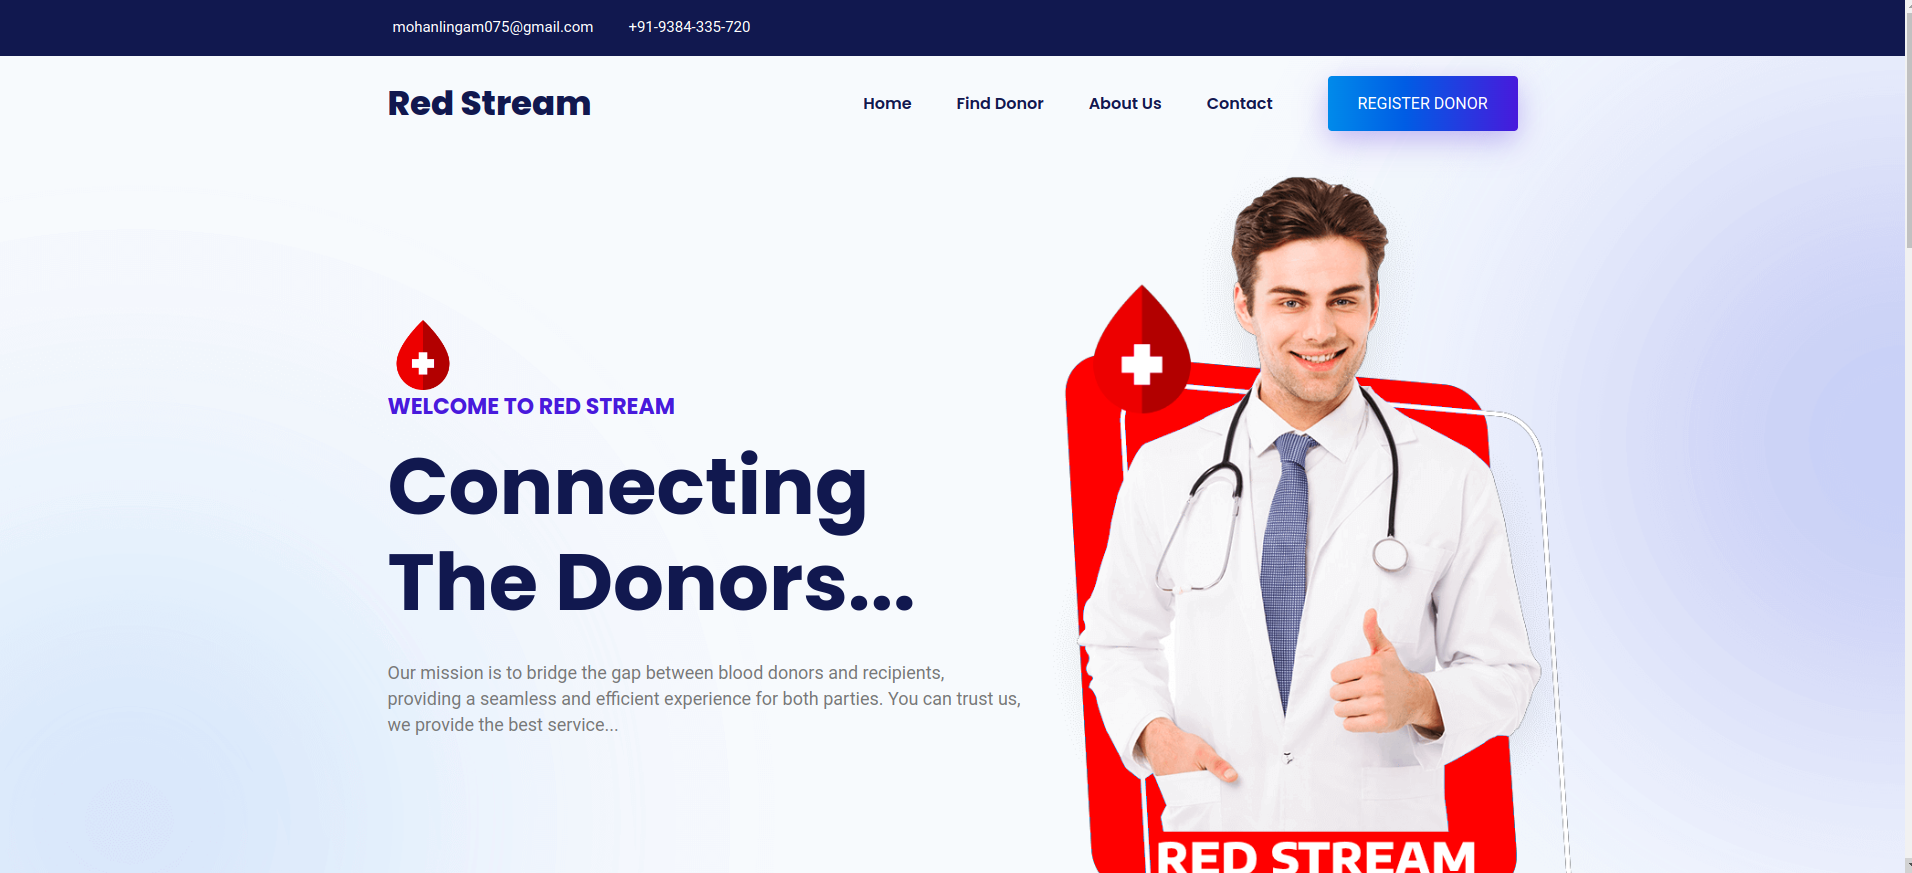 mohanlingam075@gmail.com +91-9384-335-720
Red Stream
Home Find Donor About Us Contact REGISTER DONOR
WELCOME TO RED STREAM
Connecting
The Donors...
Our mission is to bridge the gap between blood donors and recipients,
providing a seamless and efficient experience for both parties. You can trust us,
we provide the best service...
RED STREAM